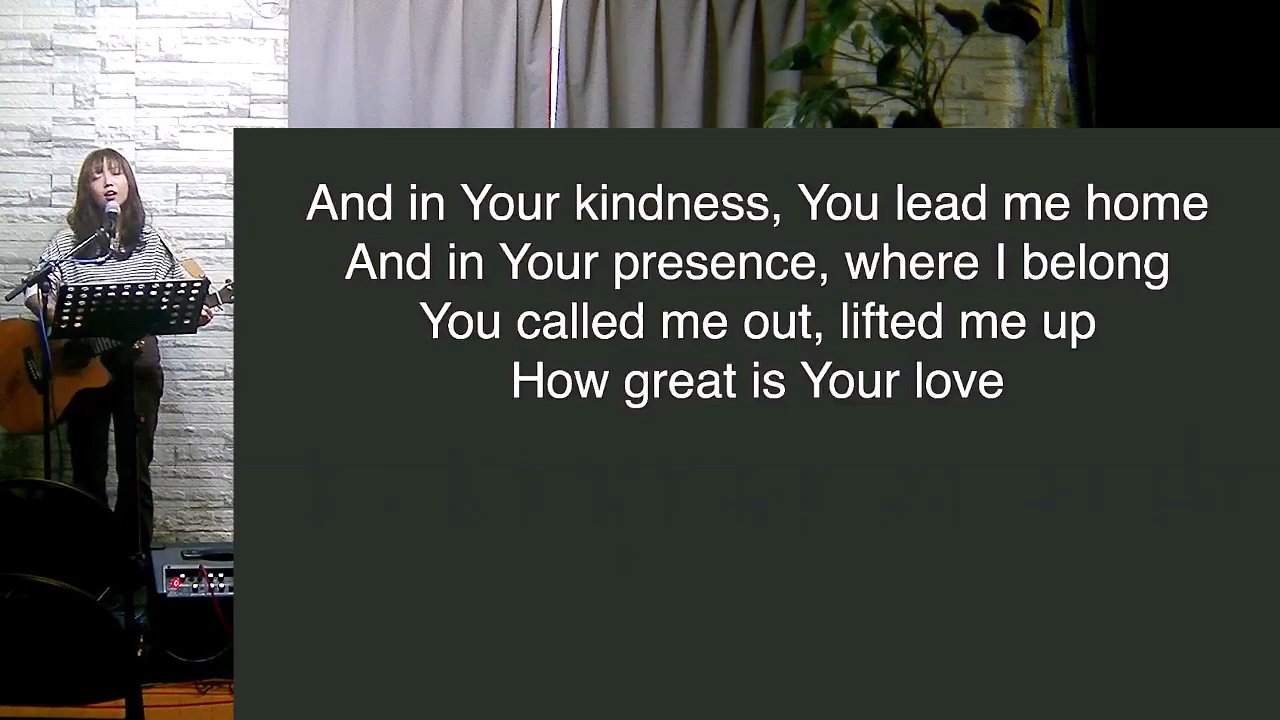 And in Your kindness, You lead me home
And in Your presence, where I belong
You called me out, lifted me up
How great is Your love